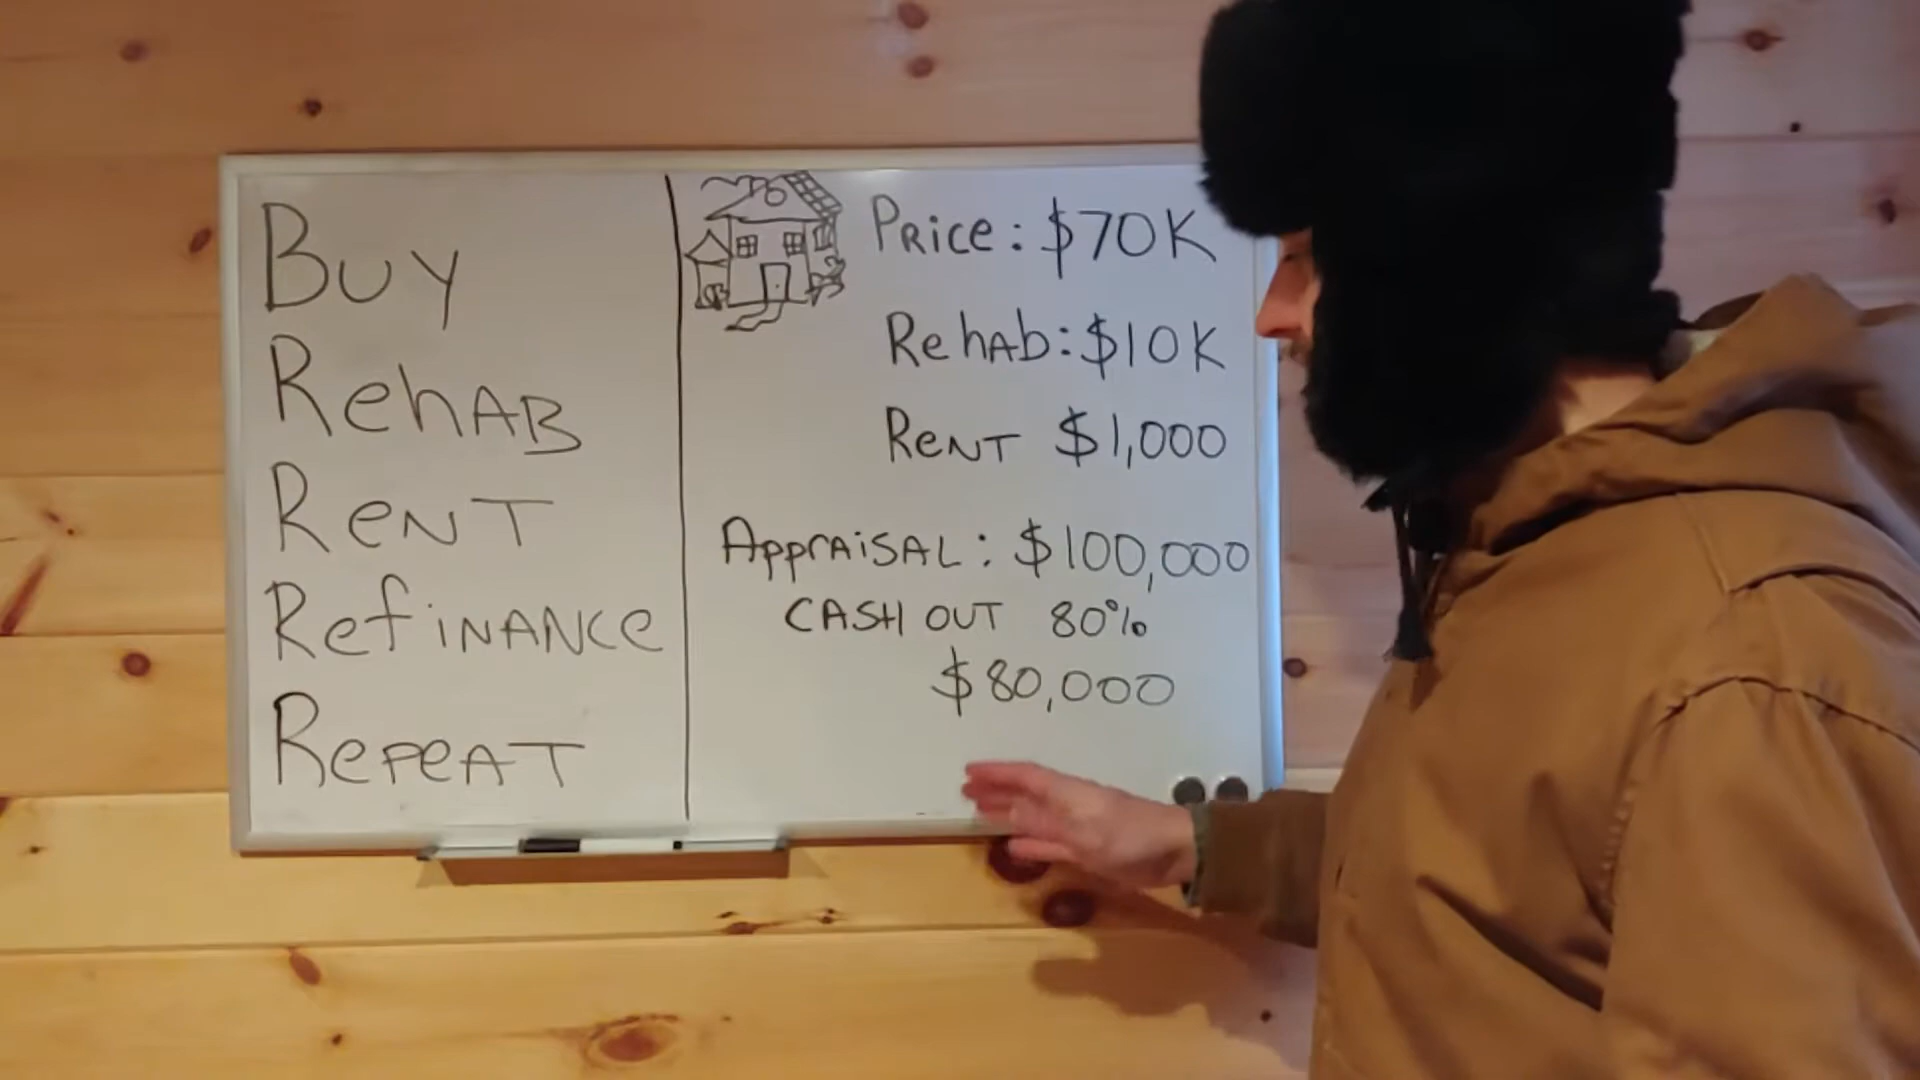 Buy
RehAB
ReNT
RefiNANce
RePeAT
PRice: $70K
RehAb: $10K
ReNT $1,000
AppRAiSAL: $100,000
CASH OUT 80%
$80,000